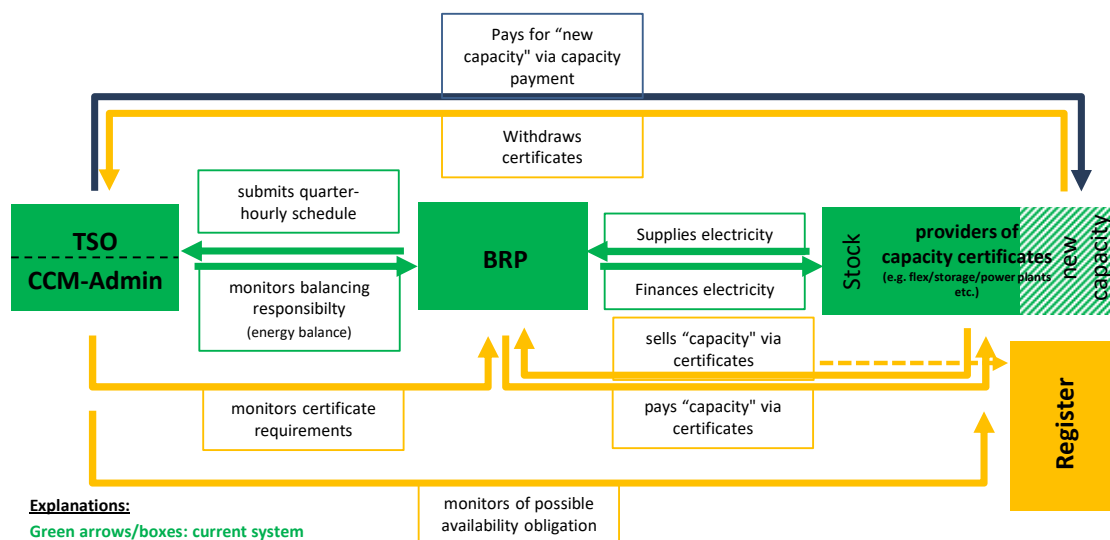 Pays for “new
capacity" via capacity
payment
Withdraws
certificates
submits quarter-
hourly schedule
TSO
CCM-Admin
BRP
Supplies electricity
Finances electricity
Stock
providers of
capacity certificates
(e.g. flex/storage/power plants
etc.)
new
capacity
monitors balancing
responsibilty
(energy balance)
sells “capacity” via
certificates
monitors certificate
requirements
pays “capacity" via
certificates
Register
monitors of possible
availability obligation
Explanations:
Green arrows/boxes: current system